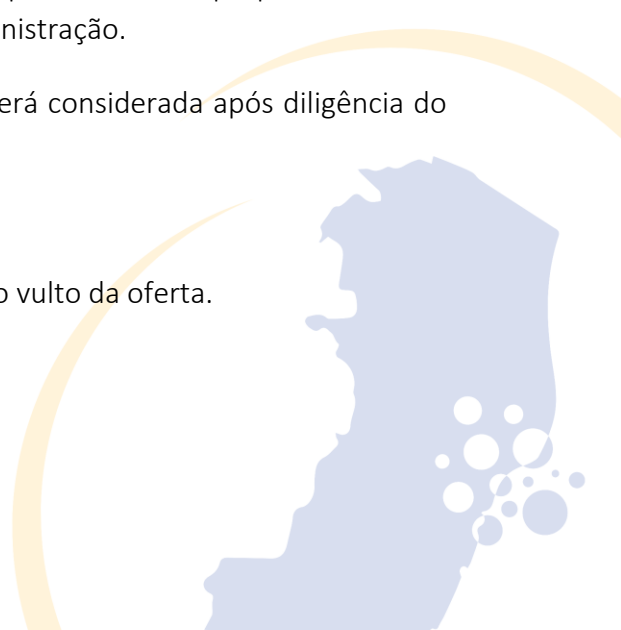 nistração.
erá considerada após diligência do
o vulto da oferta.